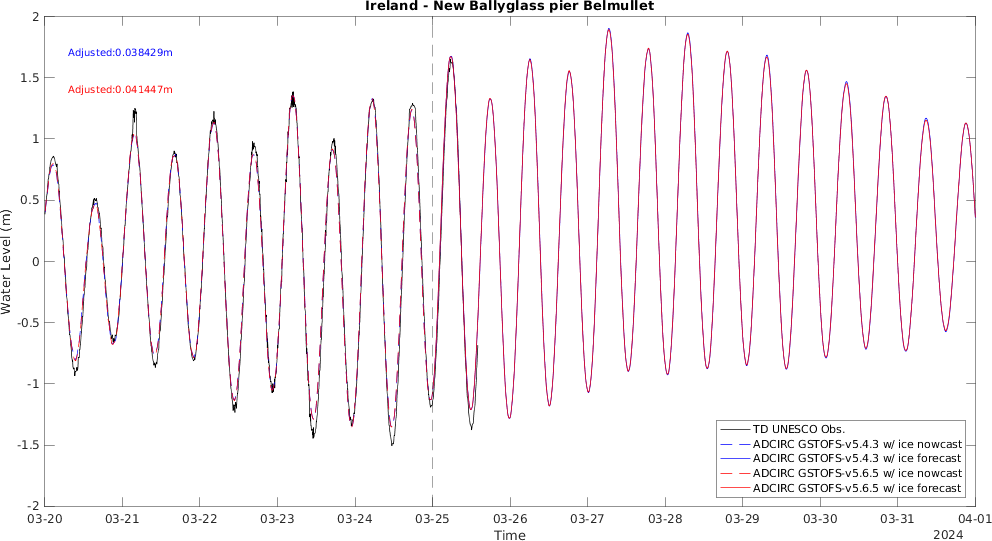 Ireland - New Ballyglass pier Belmullet
Adjusted:0.038429m
Adjusted:0.041447m
Water Level (m)
2
1.5
1
0.5
0
-0.5
-1
-1.5
-2
TD UNESCO Obs.
ADCIRC GSTOFS-v5.4.3 w/ ice nowcast
ADCIRC GSTOFS-v5.4.3 w/ ice forecast
ADCIRC GSTOFS-v5.6.5 w/ ice nowcast
ADCIRC GSTOFS-v5.6.5 w/ ice forecast
03-20 03-21 03-22 03-23 03-24 03-25 03-26 03-27 03-28 03-29 03-30 03-31 04-01
Time
2024